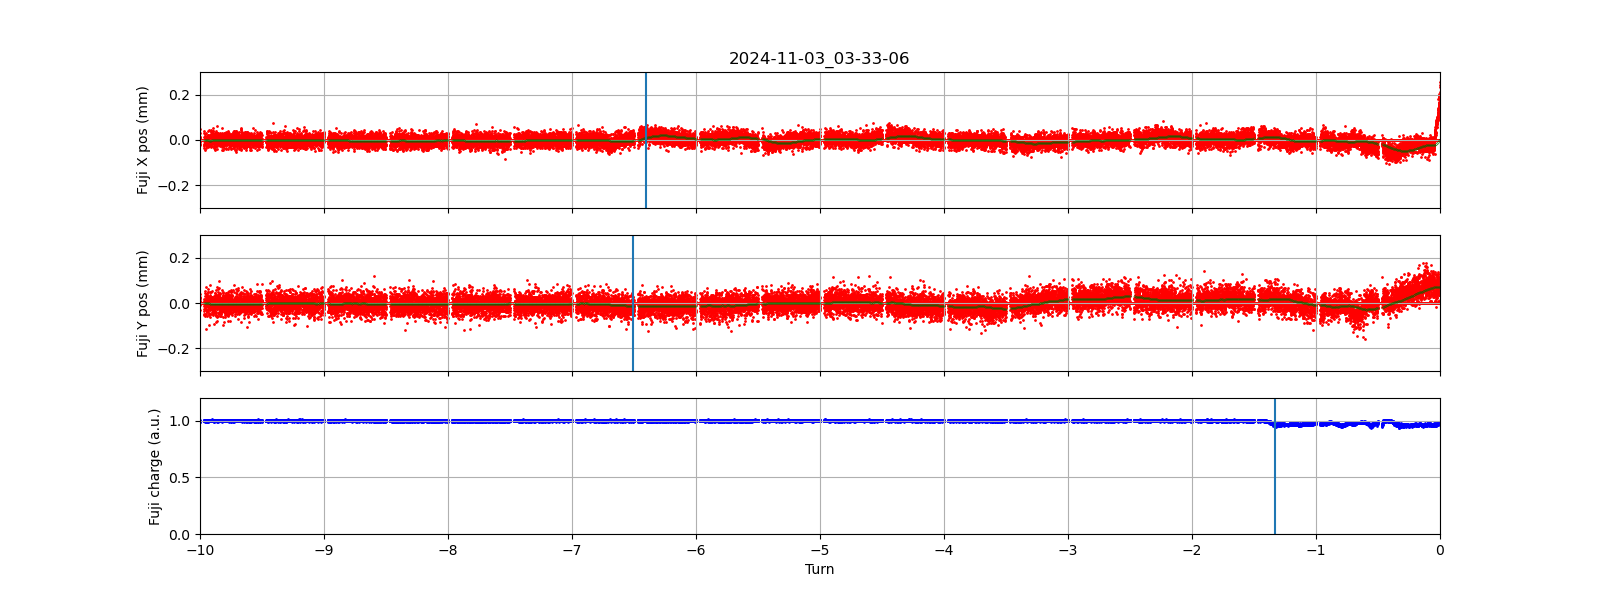 2024-11-03_03-33-06
Fuji X pos (mm)
0.2
0.0
−0.2
Fuji Y pos (mm)
0.2
0.0
−0.2
Fuji charge (a.u.)
1.0
0.5
0.0
−10 −9 −8 −7 −6 −5 −4 −3 −2 −1 0
Turn